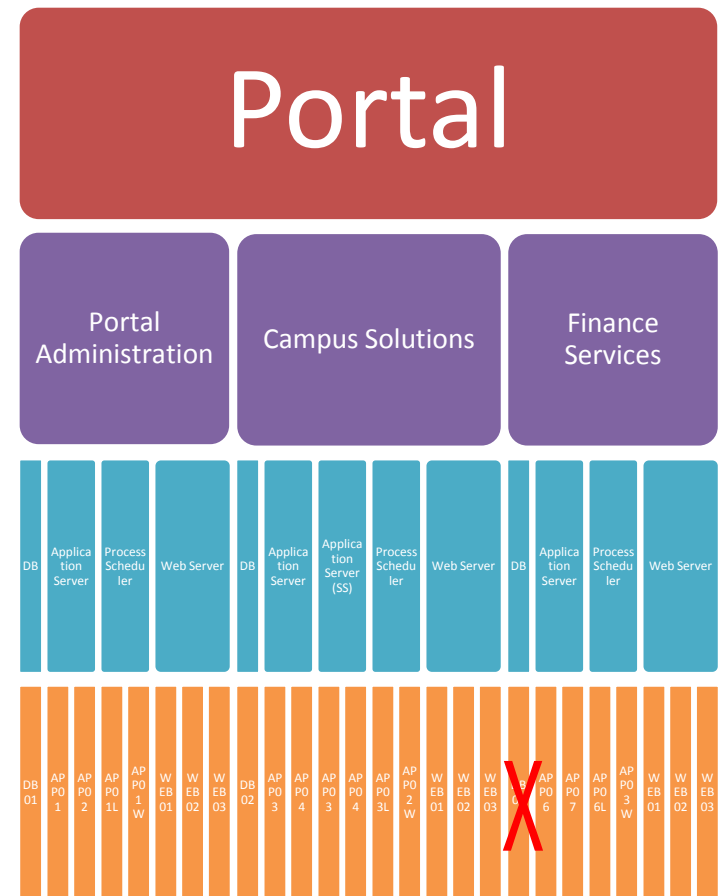 Portal
Portal
Administration
Campus Solutions
Finance
Services
DB
Applica
tion
Server
Process
Schedu
ler
Web Server
DB
Applica
tion
Server
Applica
tion
Server
(SS)
Process
Schedu
ler
Web Server
DB
Applica
tion
Server
Process
Schedu
ler
Web Server
DB
01
AP
P0
1
AP
P0
2
AP
P0
1L
AP
P0
1
W
W
EB
01
W
EB
02
W
EB
03
DB
02
AP
P0
3
AP
P0
4
AP
P0
3
AP
P0
4
AP
P0
3L
AP
P0
2
W
W
EB
01
W
EB
02
W
EB
03
AP
P0
6
AP
P0
7
AP
P0
6L
AP
P0
3
W
W
EB
01
W
EB
02
W
EB
03